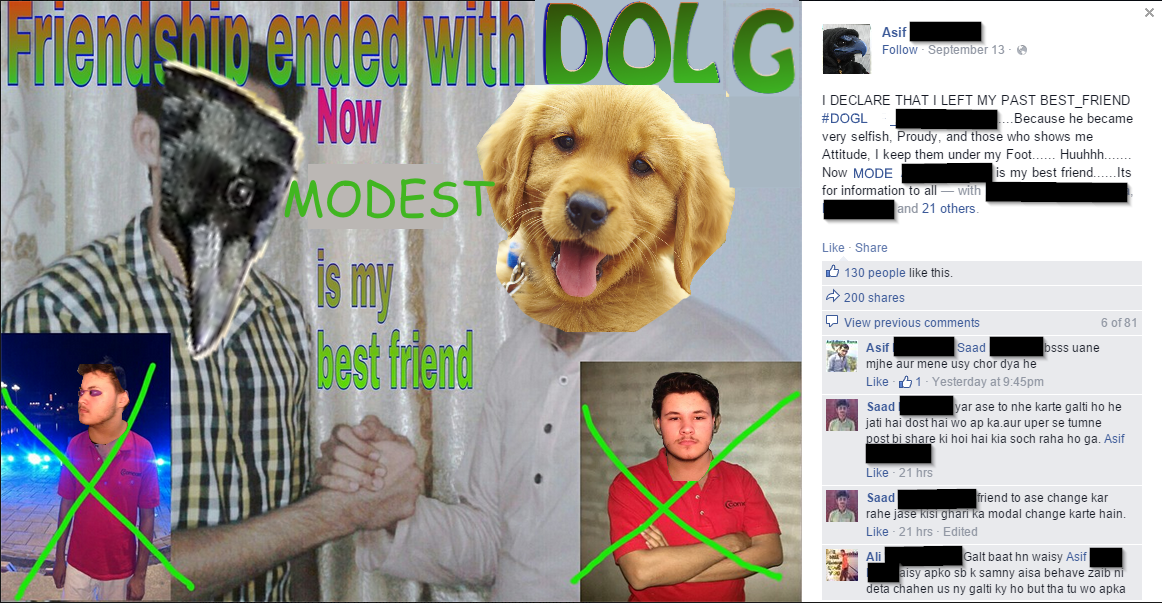 Friendship ended with DOLG
Now
MODEST
is my
best friend
Asif
Follow · September 13 ·
I DECLARE THAT I LEFT MY PAST BEST_FRIEND
#DOGL _ ....Because he became
very selfish, Proudy, and those who shows me
Attitude, I keep them under my Foot...... Huuhhh.......
Now MODE is my best friend......Its
for information to all — with ,
and 21 others.
Like · Share
130 people like this.
200 shares
View previous comments 6 of 81
Asif Saad bsss uane
mjhe aur mene usy chor dya he
Like · 1 · Yesterday at 9:45pm
Saad yar ase to nhe karte galti ho he
jati hai dost hai wo ap ka.aur uper se tumne
post bi share ki hoi hai kia soch raha ho ga. Asif
Like · 21 hrs
Saad friend to ase change kar
rahe jase kisi ghari ka modal change karte hain.
Like · 21 hrs · Edited
Ali Galt baat hn waisy Asif
aisy apko sb k samny aisa behave zaib ni
deta chahen us ny galti ky ho but tha tu wo apka